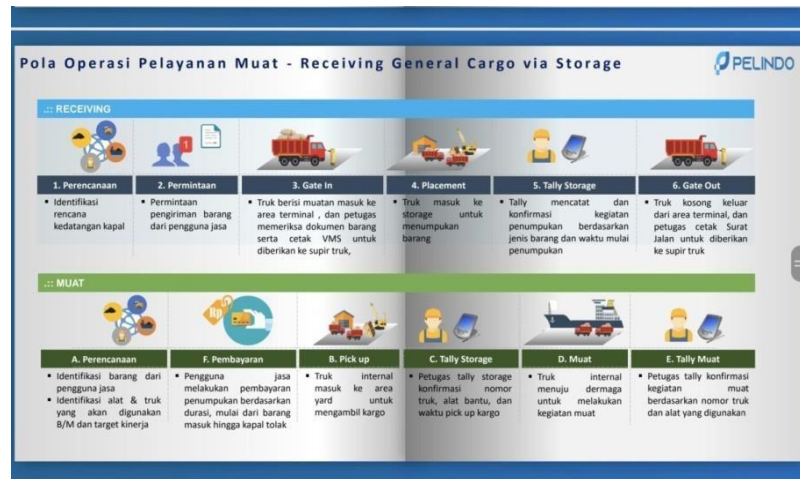 Pola Operasi Pelayanan Muat - Receiving General Cargo via Storage
PELINDO
.:: RECEIVING
1
1. Perencanaan
▪ Identifikasi
rencana
kedatangan kapal
2. Permintaan
▪ Permintaan
pengiriman barang
dari pengguna jasa
3. Gate In
▪ Truk berisi muatan masuk ke
area terminal , dan petugas
memeriksa dokumen barang
serta cetak VMS untuk
diberikan ke supir truk,
4. Placement
▪ Truk masuk ke
storage untuk
menumpukan
barang
5. Tally Storage
▪ Tally mencatat dan
konfirmasi kegiatan
penumpukan berdasarkan
jenis barang dan waktu mulai
penumpukan
6. Gate Out
▪ Truk kosong keluar
dari area terminal, dan
petugas cetak Surat
Jalan untuk diberikan
ke supir truk
.:: MUAT
Rp
A. Perencanaan
▪ Identifikasi barang dari
pengguna jasa
▪ Identifikasi alat & truk
yang akan digunakan
B/M dan target kinerja
F. Pembayaran
▪ Pengguna jasa
melakukan pembayaran
penumpukan berdasarkan
durasi, mulai dari barang
masuk hingga kapal tolak
B. Pick up
▪ Truk internal
masuk ke area
yard untuk
mengambil kargo
C. Tally Storage
▪ Petugas tally storage
konfirmasi nomor
truk, alat bantu, dan
waktu pick up kargo
D. Muat
▪ Truk internal
menuju dermaga
untuk melakukan
kegiatan muat
E. Tally Muat
▪ Petugas tally konfirmasi
kegiatan muat
berdasarkan nomor truk
dan alat yang digunakan